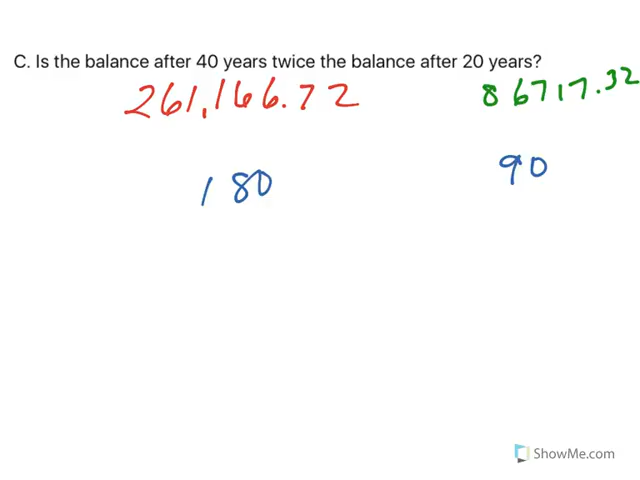 C. Is the balance after 40 years twice the balance after 20 years?
261,166.72 86717.32
180 90
ShowMe.com